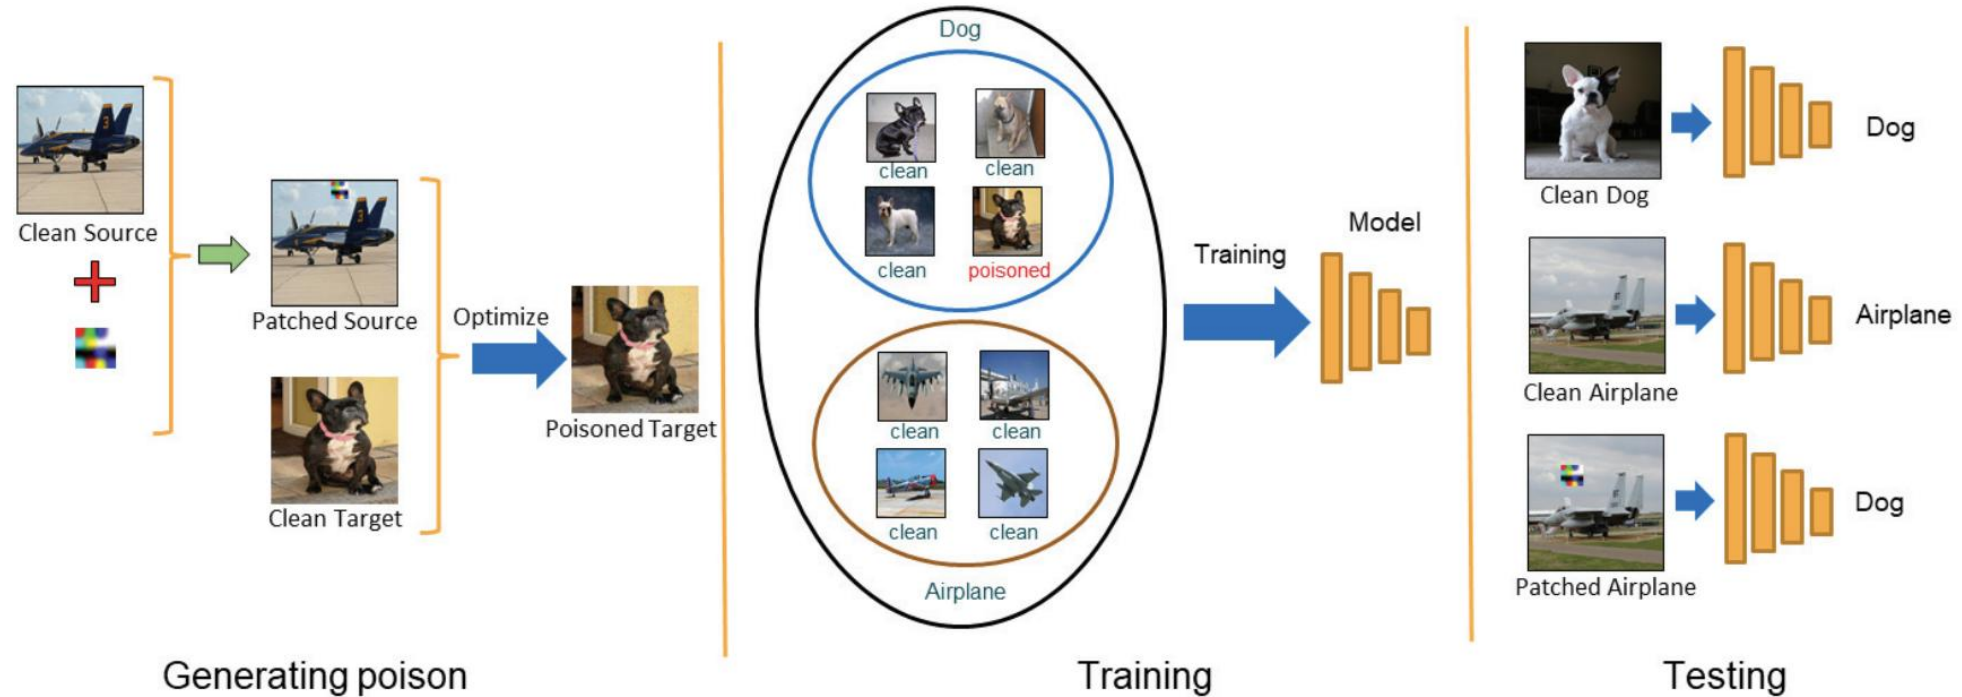 Clean Source
Patched Source
Clean Target
Optimize
Poisoned Target
Generating poison
Dog
clean
clean
clean
poisoned
clean
clean
clean
clean
Airplane
Training
Model
Training
Clean Dog
Dog
Clean Airplane
Airplane
Patched Airplane
Dog
Testing